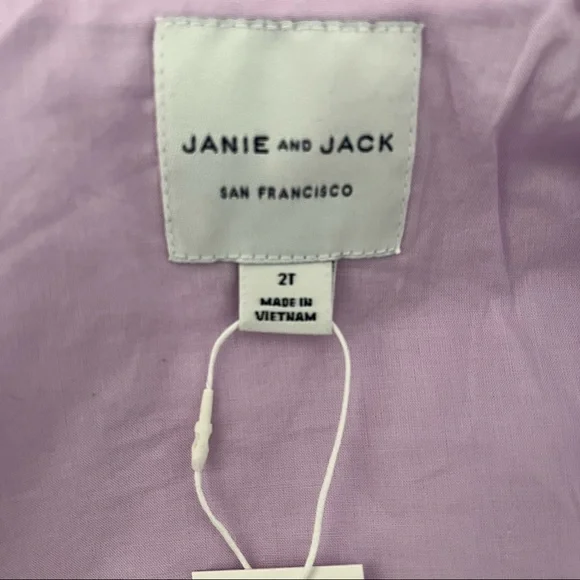 JANIE AND JACK
SAN FRANCISCO
2T
MADE IN
VIETNAM